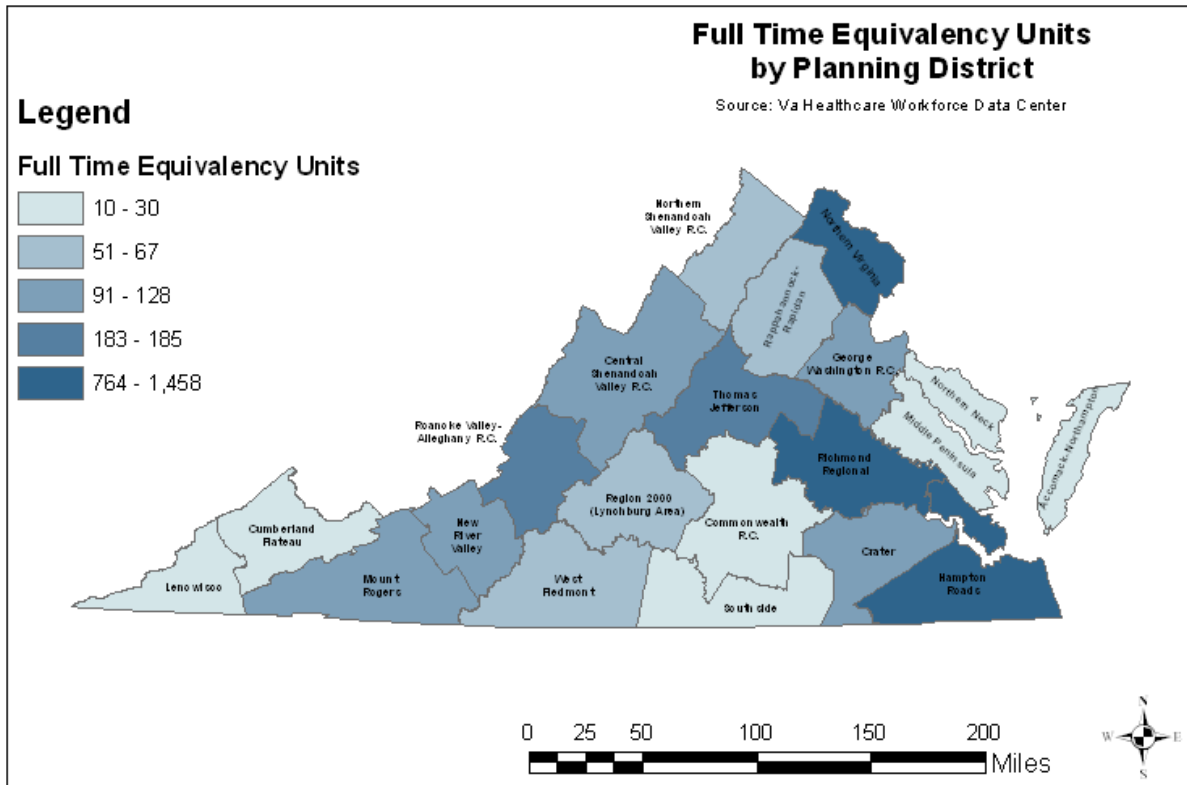 Full Time Equivalency Units
by Planning District
Source: Va Healthcare Workforce Data Center
Legend
Full Time Equivalency Units
10 - 30
51 - 67
91 - 128
183 - 185
764 - 1,458
Northern
Shenandoah
Valley R.C.
Northern Virginia
Rappahannock-
Rapidan
Central
Shenandoah
Valley R.C.
George
Washington R.C.
Northern Neck
Thomas
Jefferson
Middle Peninsula
Accomack-Northampton
Roanoke Valley-
Alleghany R.C.
Richmond
Regional
Region 2000
(Lynchburg Area)
Commonwealth
R.C.
Cumberland
Plateau
New
River
Valley
Crater
Lenowisco
Mount
Rogers
West
Piedmont
Southside
Hampton
Roads
0 25 50 100 150 200
Miles
N
W E
S